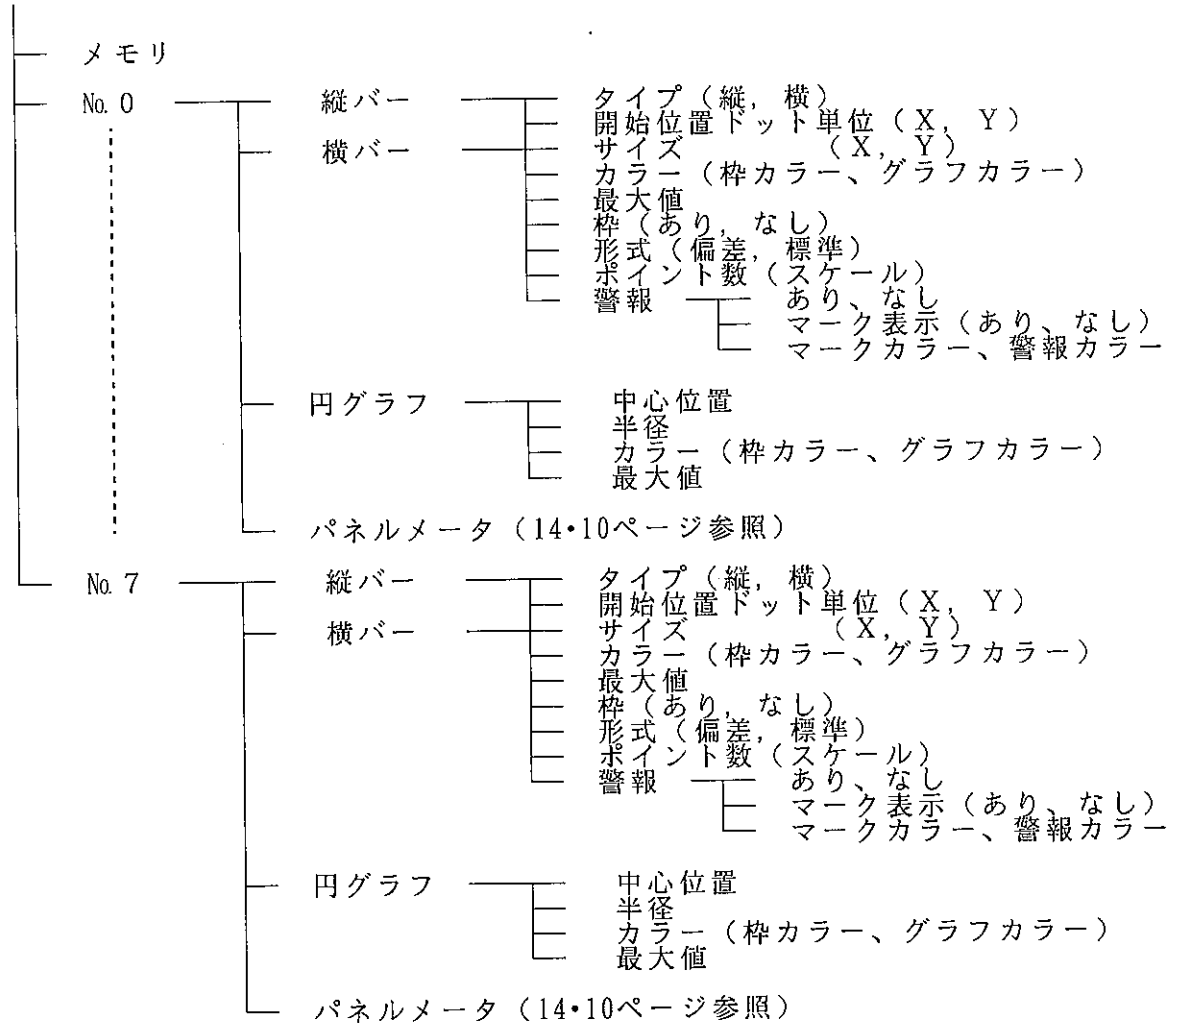 メモリ
No. 0 縦バー タイプ（縦，横）
開始位置ドット単位（X，Y）
横バー サイズ （X，Y）
カラー（枠カラー、グラフカラー）
最大値
枠（あり，なし）
形式（偏差，標準）
ポイント数（スケール）
警報 あり、なし
マーク表示（あり、なし）
マークカラー、警報カラー
円グラフ 中心位置
半径
カラー（枠カラー、グラフカラー）
最大値
パネルメータ（14・10ページ参照）
No. 7 縦バー タイプ（縦，横）
開始位置ドット単位（X，Y）
横バー サイズ （X，Y）
カラー（枠カラー、グラフカラー）
最大値
枠（あり，なし）
形式（偏差，標準）
ポイント数（スケール）
警報 あり、なし
マーク表示（あり、なし）
マークカラー、警報カラー
円グラフ 中心位置
半径
カラー（枠カラー、グラフカラー）
最大値
パネルメータ（14・10ページ参照）